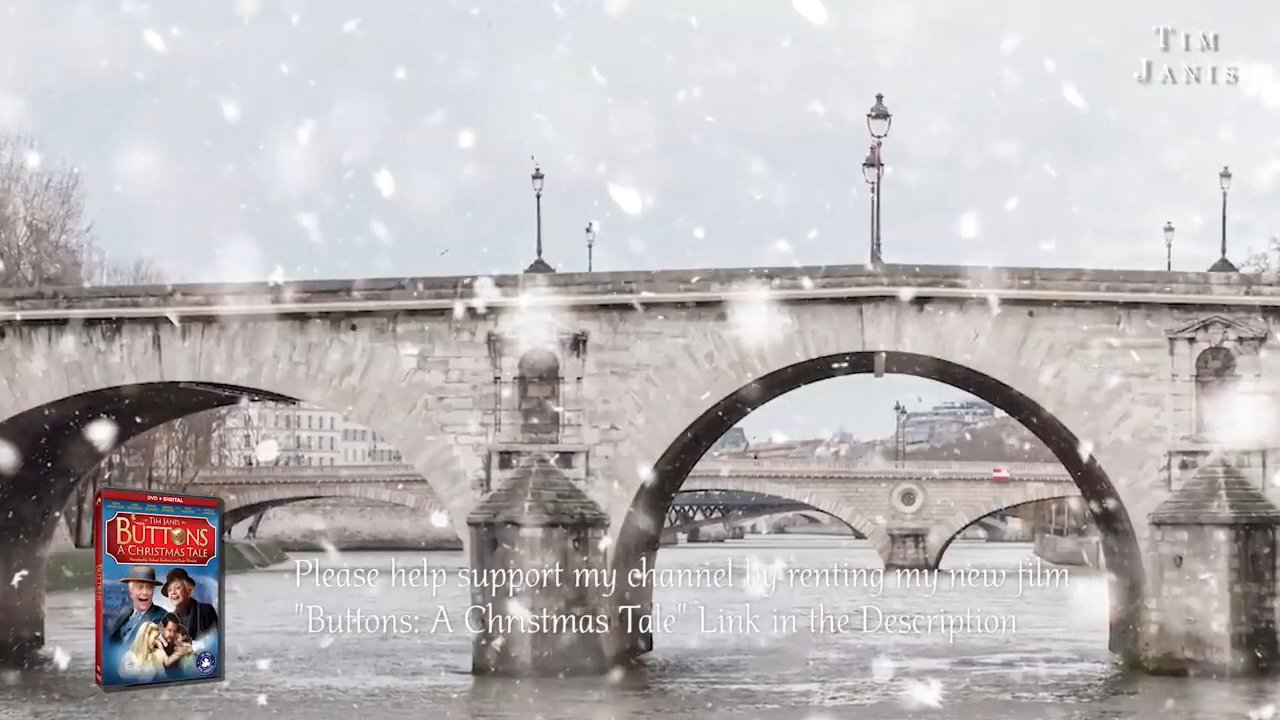 TIM
JANIS
DVD + DIGITAL
TIM JANIS
BUTTONS
A CHRISTMAS TALE
Please help support my channel by renting my new film
"Buttons: A Christmas Tale" Link in the Description